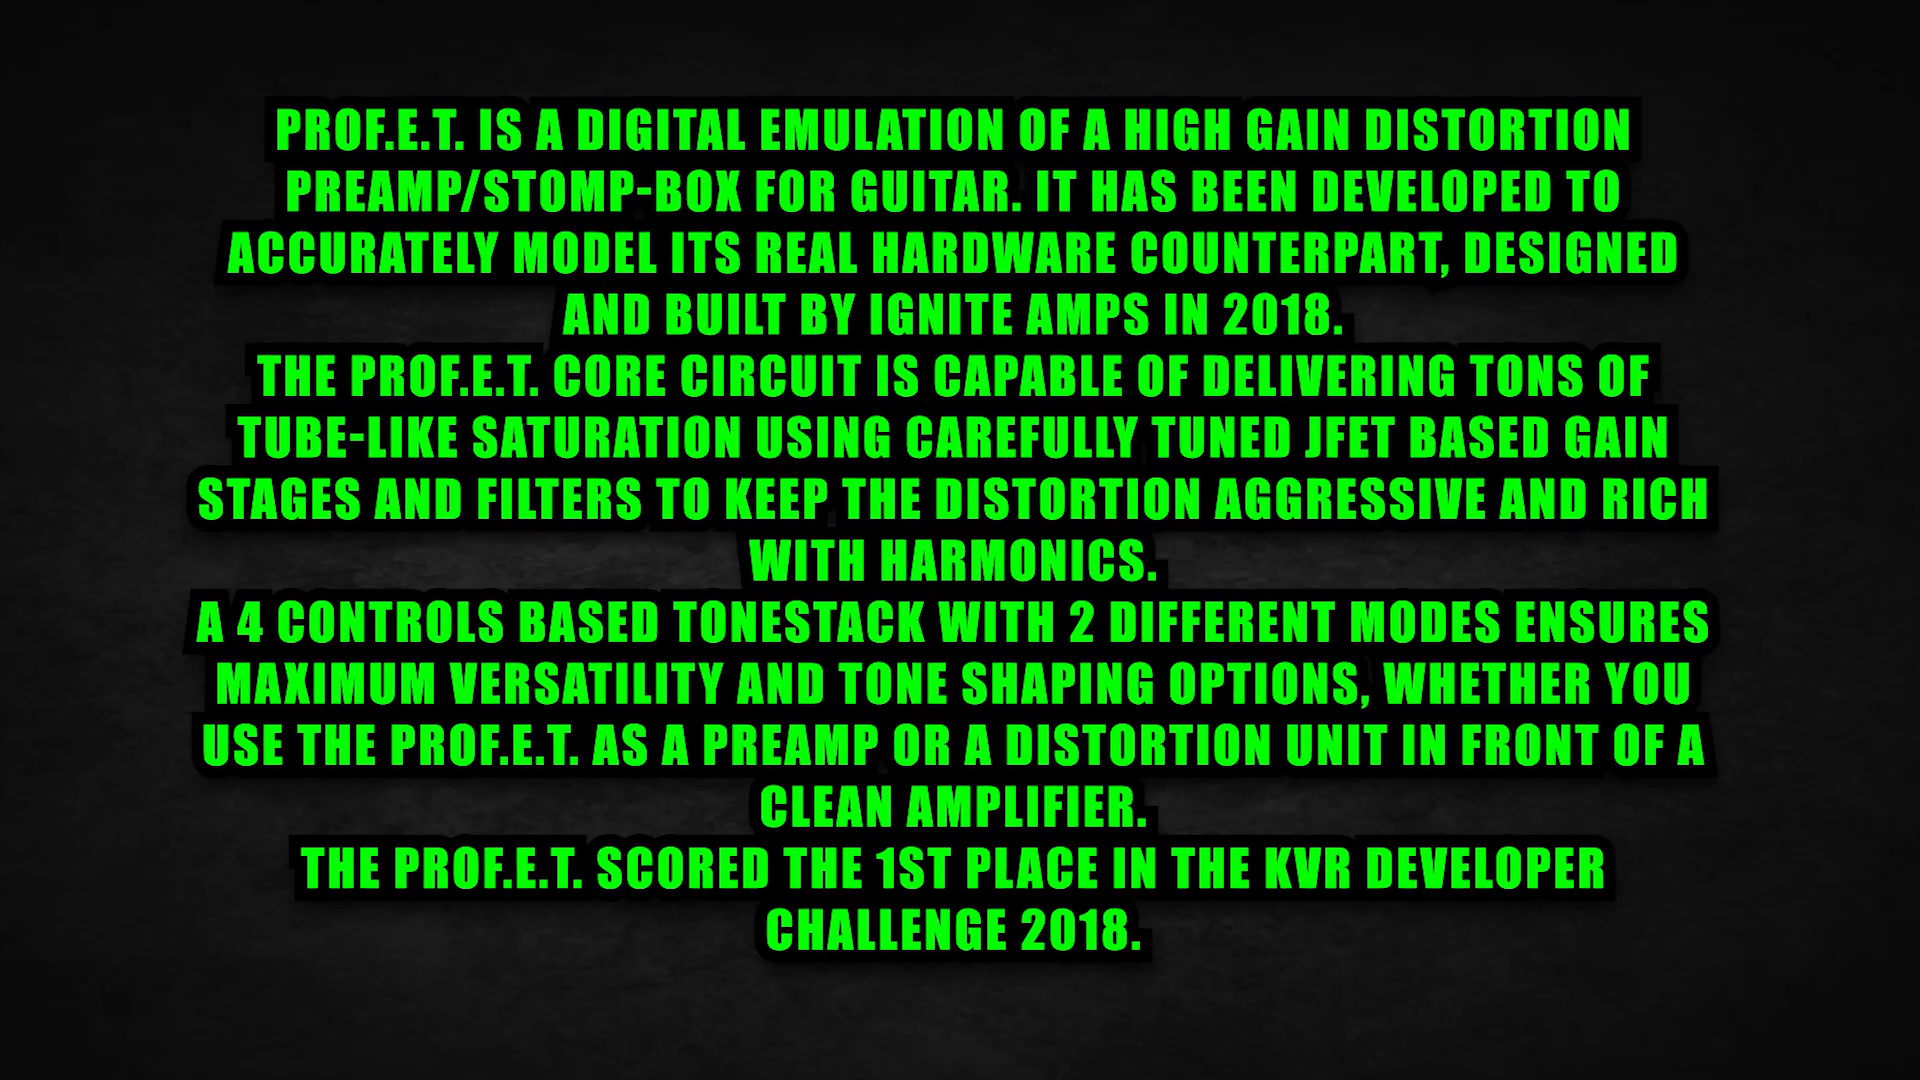 PROF.E.T. IS A DIGITAL EMULATION OF A HIGH GAIN DISTORTION
PREAMP/STOMP-BOX FOR GUITAR. IT HAS BEEN DEVELOPED TO
ACCURATELY MODEL ITS REAL HARDWARE COUNTERPART, DESIGNED
AND BUILT BY IGNITE AMPS IN 2018.
THE PROF.E.T. CORE CIRCUIT IS CAPABLE OF DELIVERING TONS OF
TUBE-LIKE SATURATION USING CAREFULLY TUNED JFET BASED GAIN
STAGES AND FILTERS TO KEEP THE DISTORTION AGGRESSIVE AND RICH
WITH HARMONICS.
A 4 CONTROLS BASED TONESTACK WITH 2 DIFFERENT MODES ENSURES
MAXIMUM VERSATILITY AND TONE SHAPING OPTIONS, WHETHER YOU
USE THE PROF.E.T. AS A PREAMP OR A DISTORTION UNIT IN FRONT OF A
CLEAN AMPLIFIER.
THE PROF.E.T. SCORED THE 1ST PLACE IN THE KVR DEVELOPER
CHALLENGE 2018.